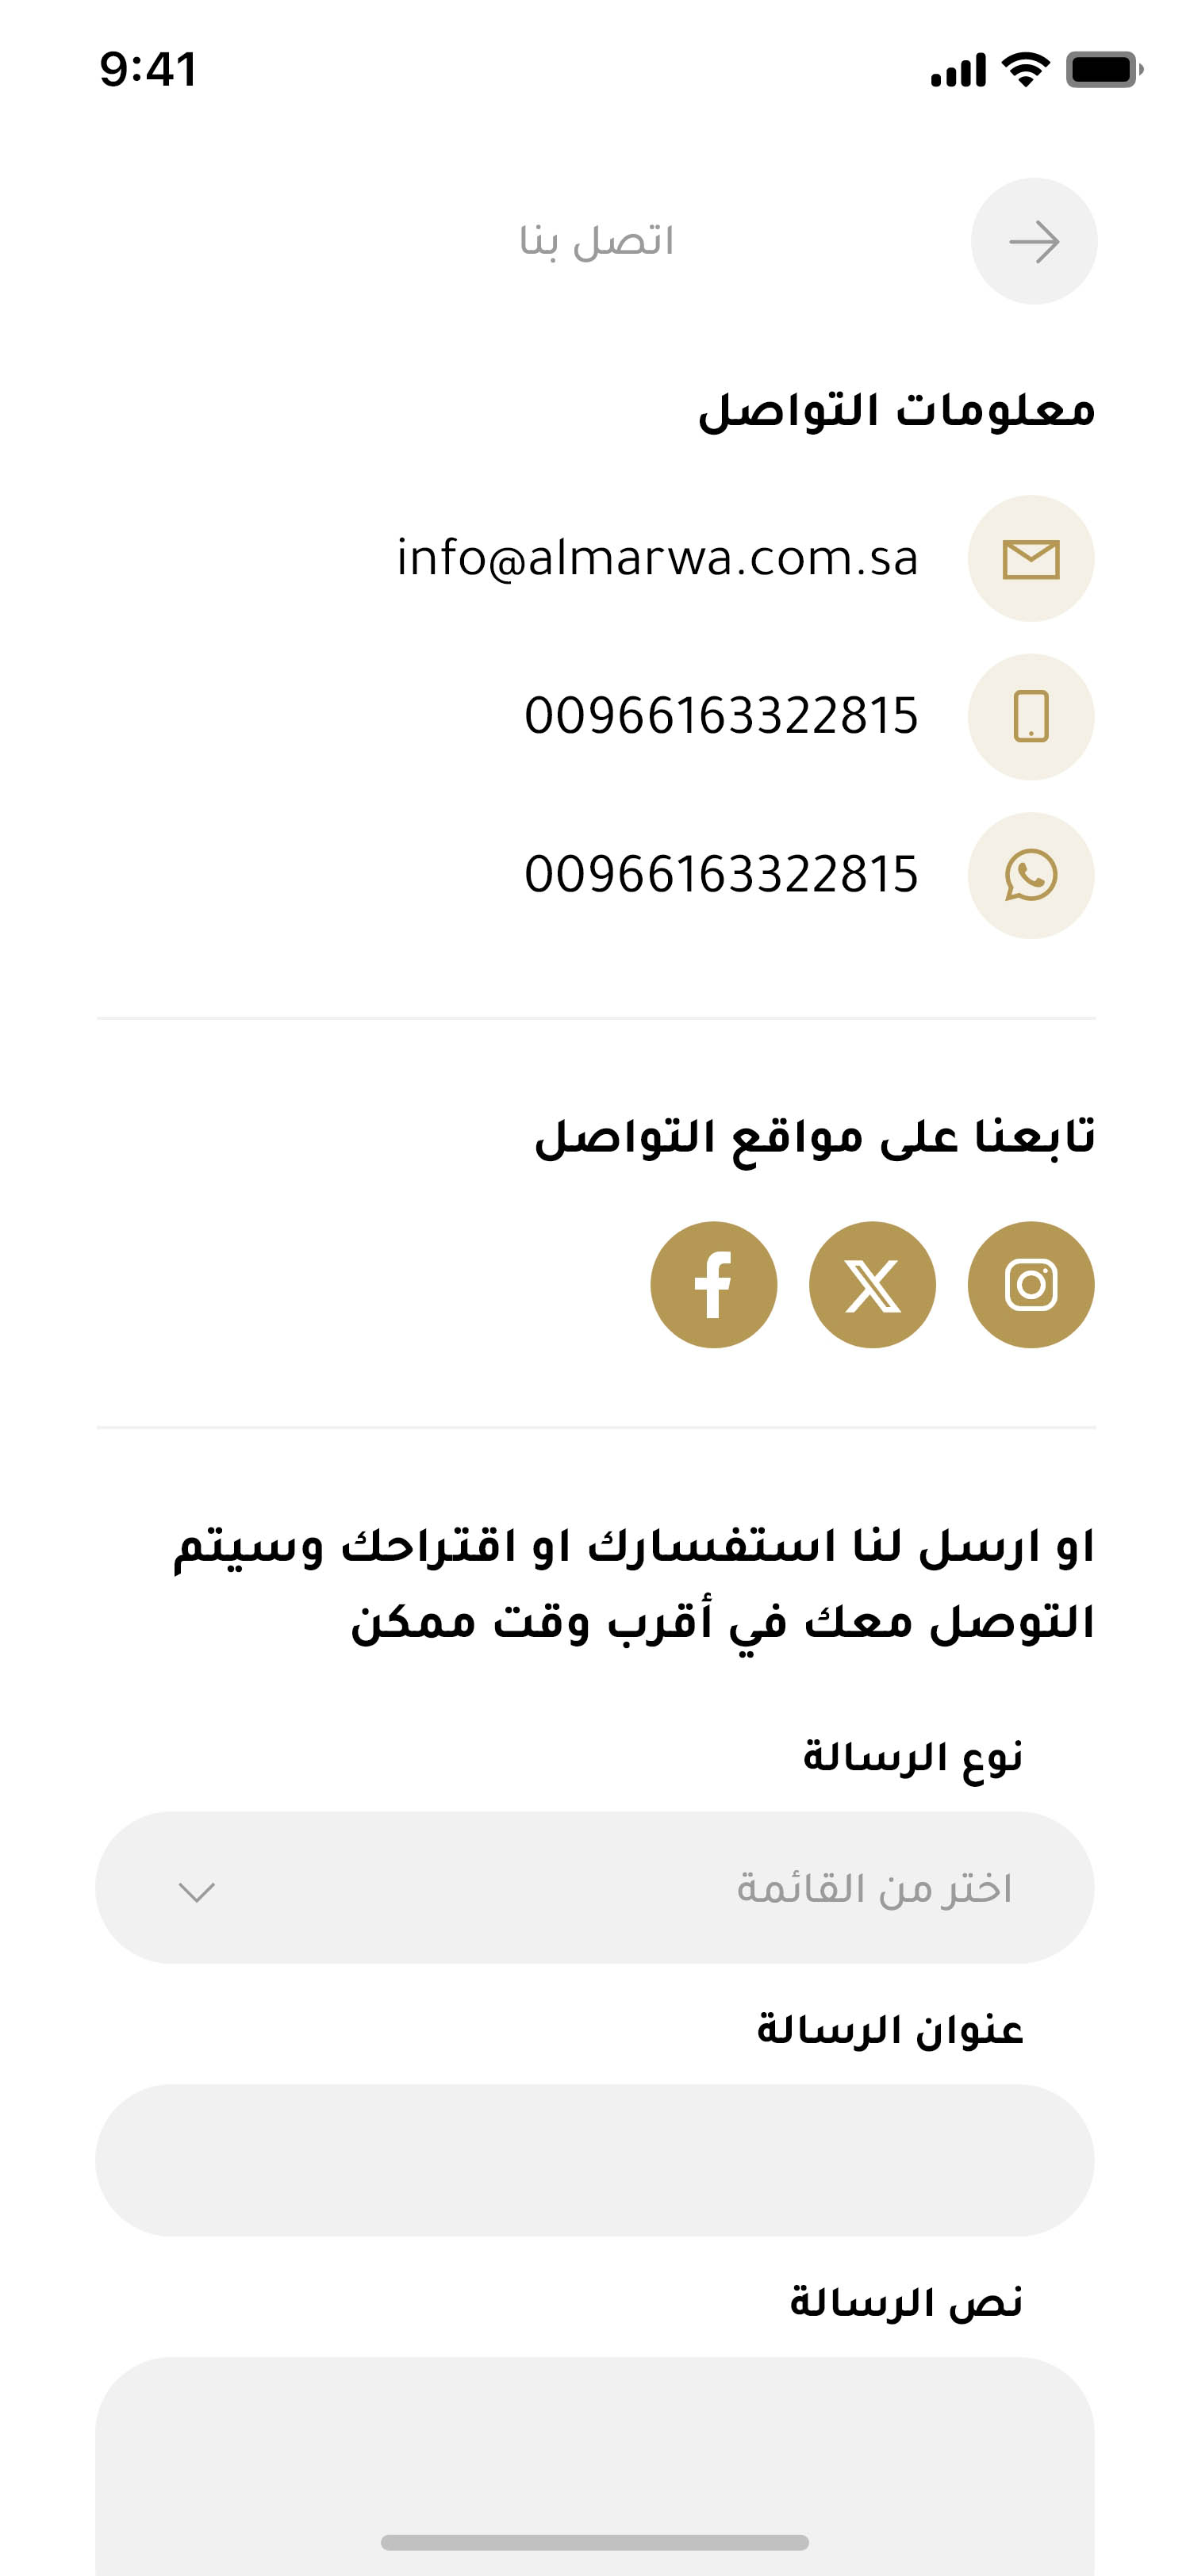 9:41
اتصل بنا
معلومات التواصل
info@almarwa.com.sa
00966163322815
00966163322815
تابعنا على مواقع التواصل
او ارسل لنا استفسارك او اقتراحك وسيتم
التوصل معك في أقرب وقت ممكن
نوع الرسالة
اختر من القائمة
عنوان الرسالة
نص الرسالة